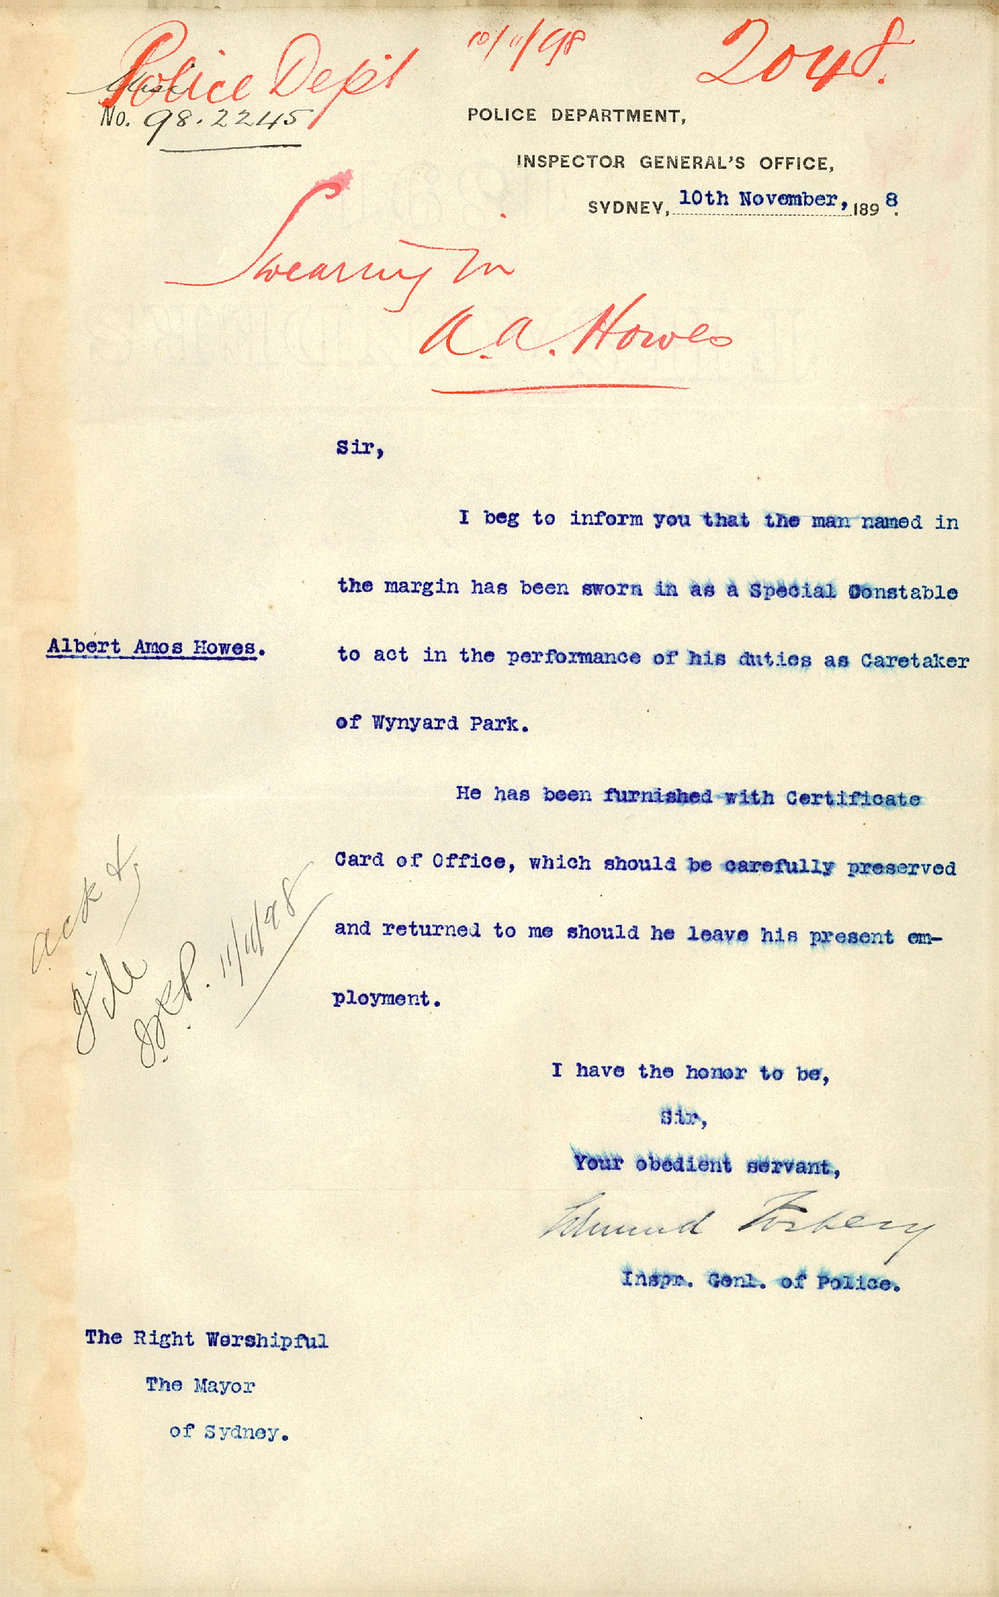 Police Dept
10/11/98
2048.
Misc
No. 98.2245
POLICE DEPARTMENT,
INSPECTOR GENERAL'S OFFICE,
SYDNEY, 10th November, 1898.
Swearing in
A.A. Howes
Sir,
I beg to inform you that the man named in
the margin has been sworn in as a Special Constable
Albert Amos Howes.
to act in the performance of his duties as Caretaker
of Wynyard Park.
He has been furnished with Certificate
Card of Office, which should be carefully preserved
and returned to me should he leave his present em-
ployment.
Ack &
File
11/11/98
I have the honor to be,
Sir,
Your obedient servant,
Edmund Fosbery
Inspr. Genl. of Police.
The Right Worshipful
The Mayor
of Sydney.